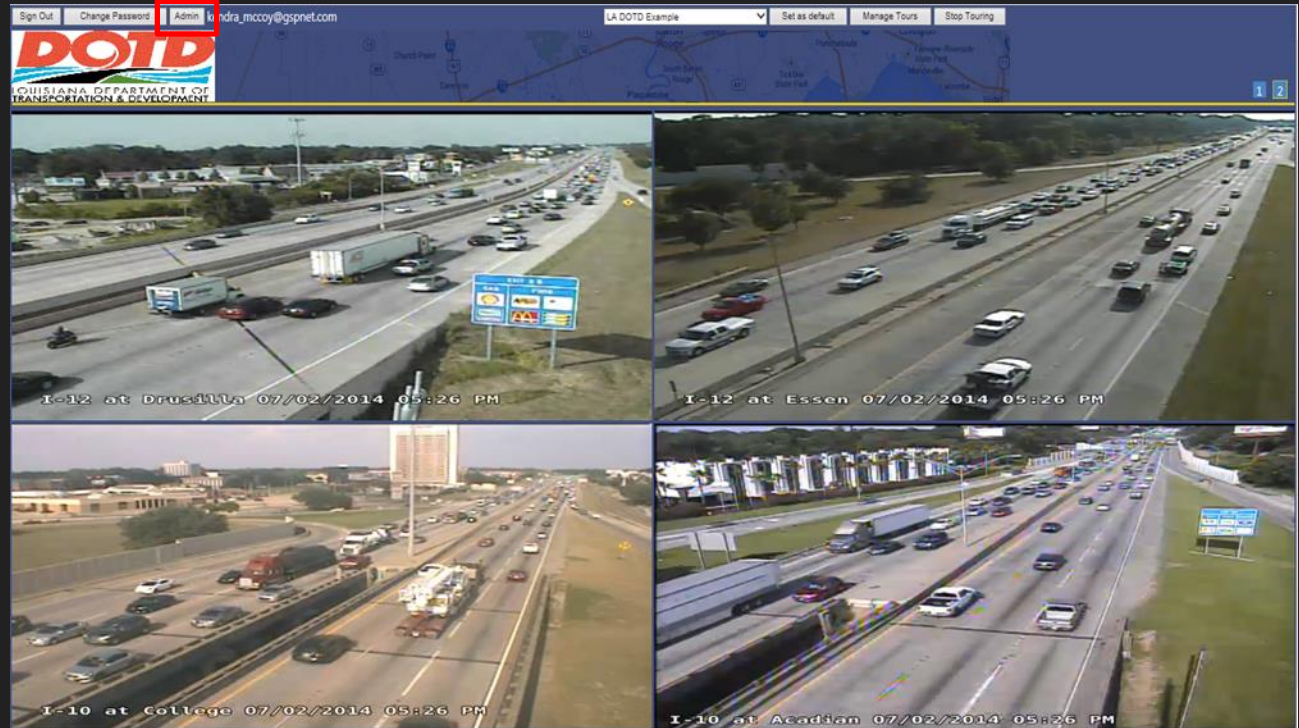 Sign Out Change Password Admin kendra_mccoy@gspnet.com LA DOTD Example Set as default Manage Tours Stop Touring
DOTD
LOUISIANA DEPARTMENT OF
TRANSPORTATION & DEVELOPMENT
1 2
EXIT
GAS FOOD
I-12 at Drusilla 07/02/2014 05:26 PM
I-12 at Essen 07/02/2014 05:26 PM
I-10 at College 07/02/2014 05:26 PM
I-10 at Acadian 07/02/2014 05:26 PM